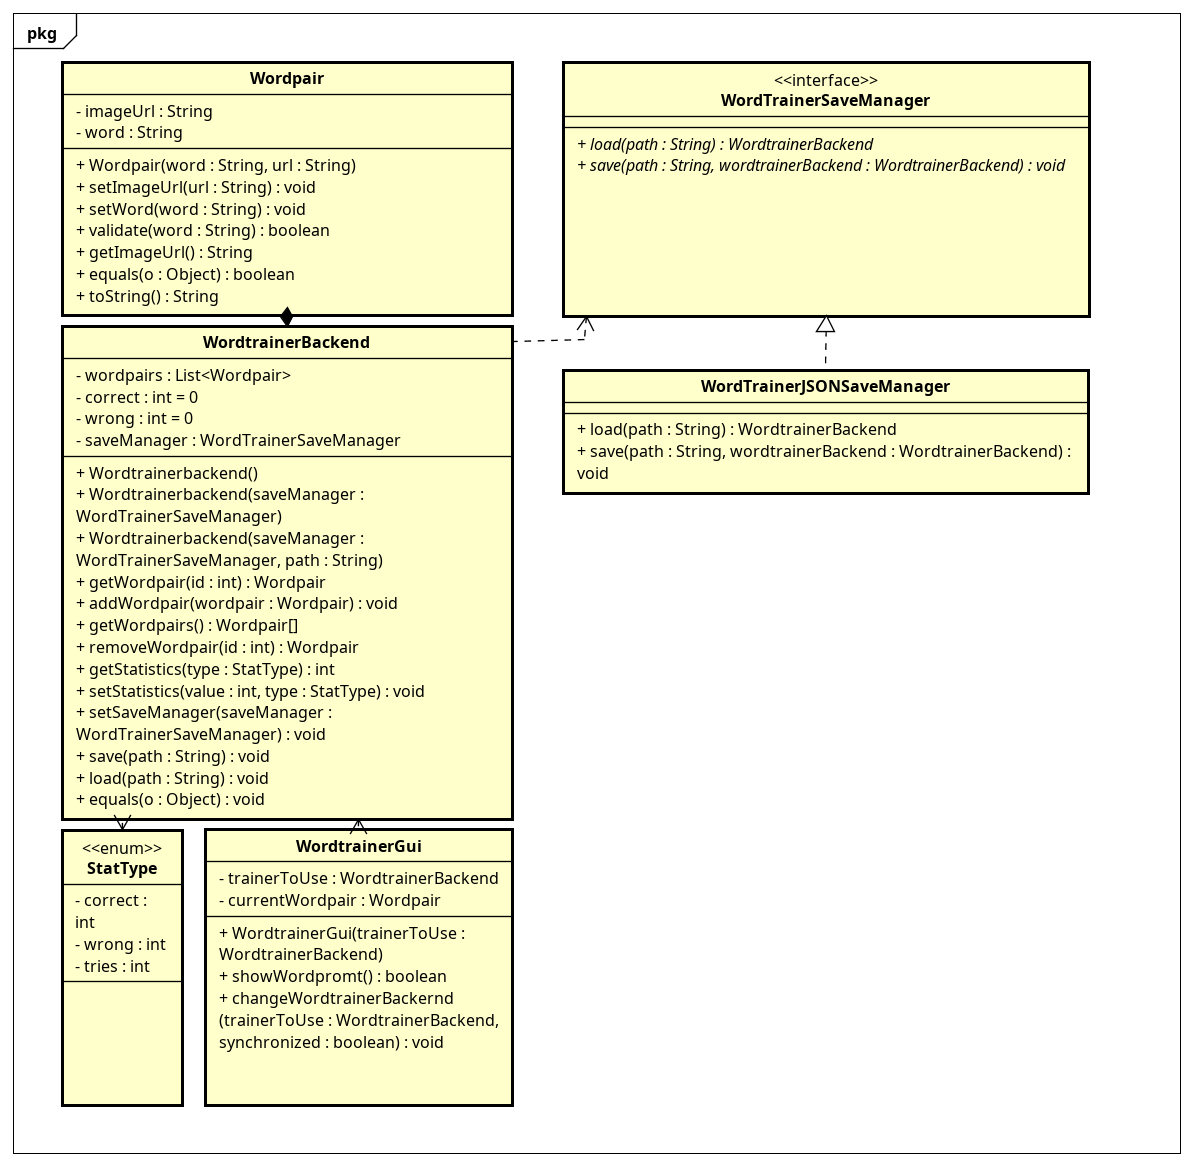 pkg
Wordpair
- imageUrl : String
- word : String
+ Wordpair(word : String, url : String)
+ setImageUrl(url : String) : void
+ setWord(word : String) : void
+ validate(word : String) : boolean
+ getImageUrl() : String
+ equals(o : Object) : boolean
+ toString() : String
<<interface>>
WordTrainerSaveManager
+ load(path : String) : WordtrainerBackend
+ save(path : String, wordtrainerBackend : WordtrainerBackend) : void
WordtrainerBackend
- wordpairs : List<Wordpair>
- correct : int = 0
- wrong : int = 0
- saveManager : WordTrainerSaveManager
+ Wordtrainerbackend()
+ Wordtrainerbackend(saveManager :
WordTrainerSaveManager)
+ Wordtrainerbackend(saveManager :
WordTrainerSaveManager, path : String)
+ getWordpair(id : int) : Wordpair
+ addWordpair(wordpair : Wordpair) : void
+ getWordpairs() : Wordpair[]
+ removeWordpair(id : int) : Wordpair
+ getStatistics(type : StatType) : int
+ setStatistics(value : int, type : StatType) : void
+ setSaveManager(saveManager :
WordTrainerSaveManager) : void
+ save(path : String) : void
+ load(path : String) : void
+ equals(o : Object) : void
WordTrainerJSONSaveManager
+ load(path : String) : WordtrainerBackend
+ save(path : String, wordtrainerBackend : WordtrainerBackend) :
void
<<enum>>
StatType
- correct :
int
- wrong : int
- tries : int
WordtrainerGui
- trainerToUse : WordtrainerBackend
- currentWordpair : Wordpair
+ WordtrainerGui(trainerToUse :
WordtrainerBackend)
+ showWordpromt() : boolean
+ changeWordtrainerBackernd
(trainerToUse : WordtrainerBackend,
synchronized : boolean) : void